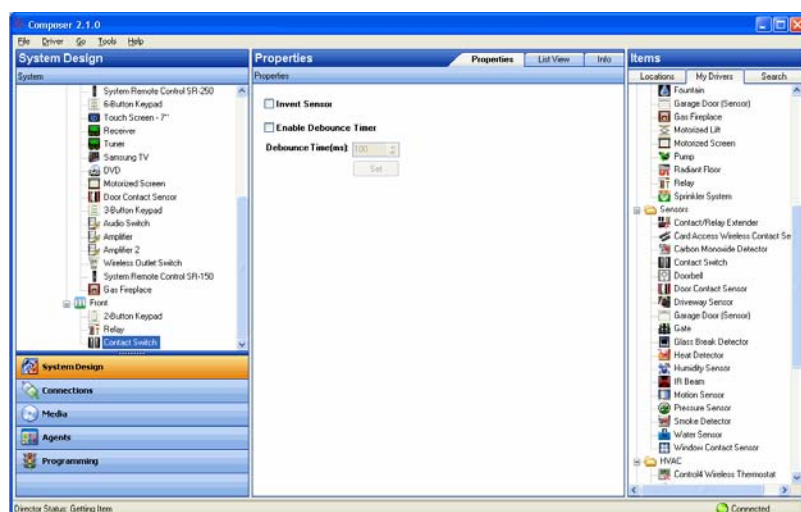 Composer 2.1.0
File Driver Go Tools Help
System Design
System
System Remote Control SR-250
6-Button Keypad
Touch Screen - 7"
Receiver
Tuner
Samsung TV
DVD
Motorized Screen
Door Contact Sensor
3-Button Keypad
Audio Switch
Amplifier
Amplifier 2
Wireless Outlet Switch
System Remote Control SR-150
Gas Fireplace
Front
2-Button Keypad
Relay
Contact Switch
System Design
Connections
Media
Agents
Programming
Properties
Properties List View Info
Properties
Invert Sensor
Enable Debounce Timer
Debounce Time(ms): 100
Set
Items
Locations My Drivers Search
Fountain
Garage Door (Sensor)
Gas Fireplace
Motorized Lift
Motorized Screen
Pump
Radiant Floor
Relay
Sprinkler System
Sensors
Contact/Relay Extender
Card Access Wireless Contact Se
Carbon Monoxide Detector
Contact Switch
Doorbell
Door Contact Sensor
Driveway Sensor
Garage Door (Sensor)
Gate
Glass Break Detector
Heat Detector
Humidity Sensor
IR Beam
Motion Sensor
Pressure Sensor
Smoke Detector
Water Sensor
Window Contact Sensor
HVAC
Control4 Wireless Thermostat
Director Status: Getting Item
Connected